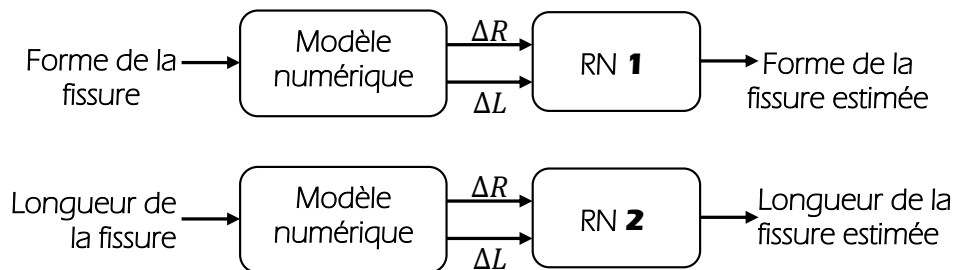 Forme de la
fissure
Modèle
numérique
Δ𝑅
Δ𝐿
RN 1
Forme de la
fissure estimée
Longueur de
la fissure
Modèle
numérique
Δ𝑅
Δ𝐿
RN 2
Longueur de la
fissure estimée